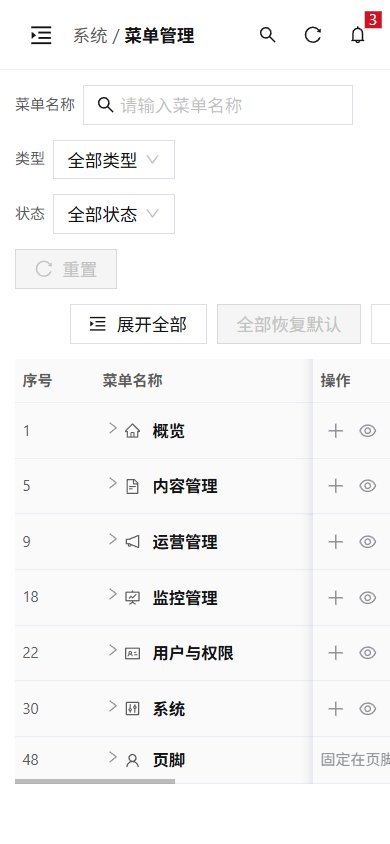 系统 / 菜单管理
3
菜单名称 请输入菜单名称
类型 全部类型
状态 全部状态
重置
展开全部 全部恢复默认
序号 菜单名称 操作
1 概览
5 内容管理
9 运营管理
18 监控管理
22 用户与权限
30 系统
48 页脚 固定在页脚